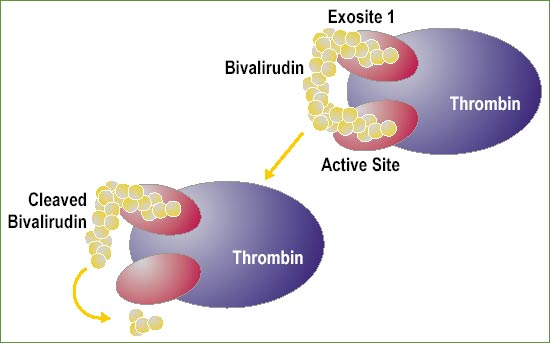 Exosite 1
Bivalirudin
Thrombin
Active Site
Cleaved
Bivalirudin
Thrombin